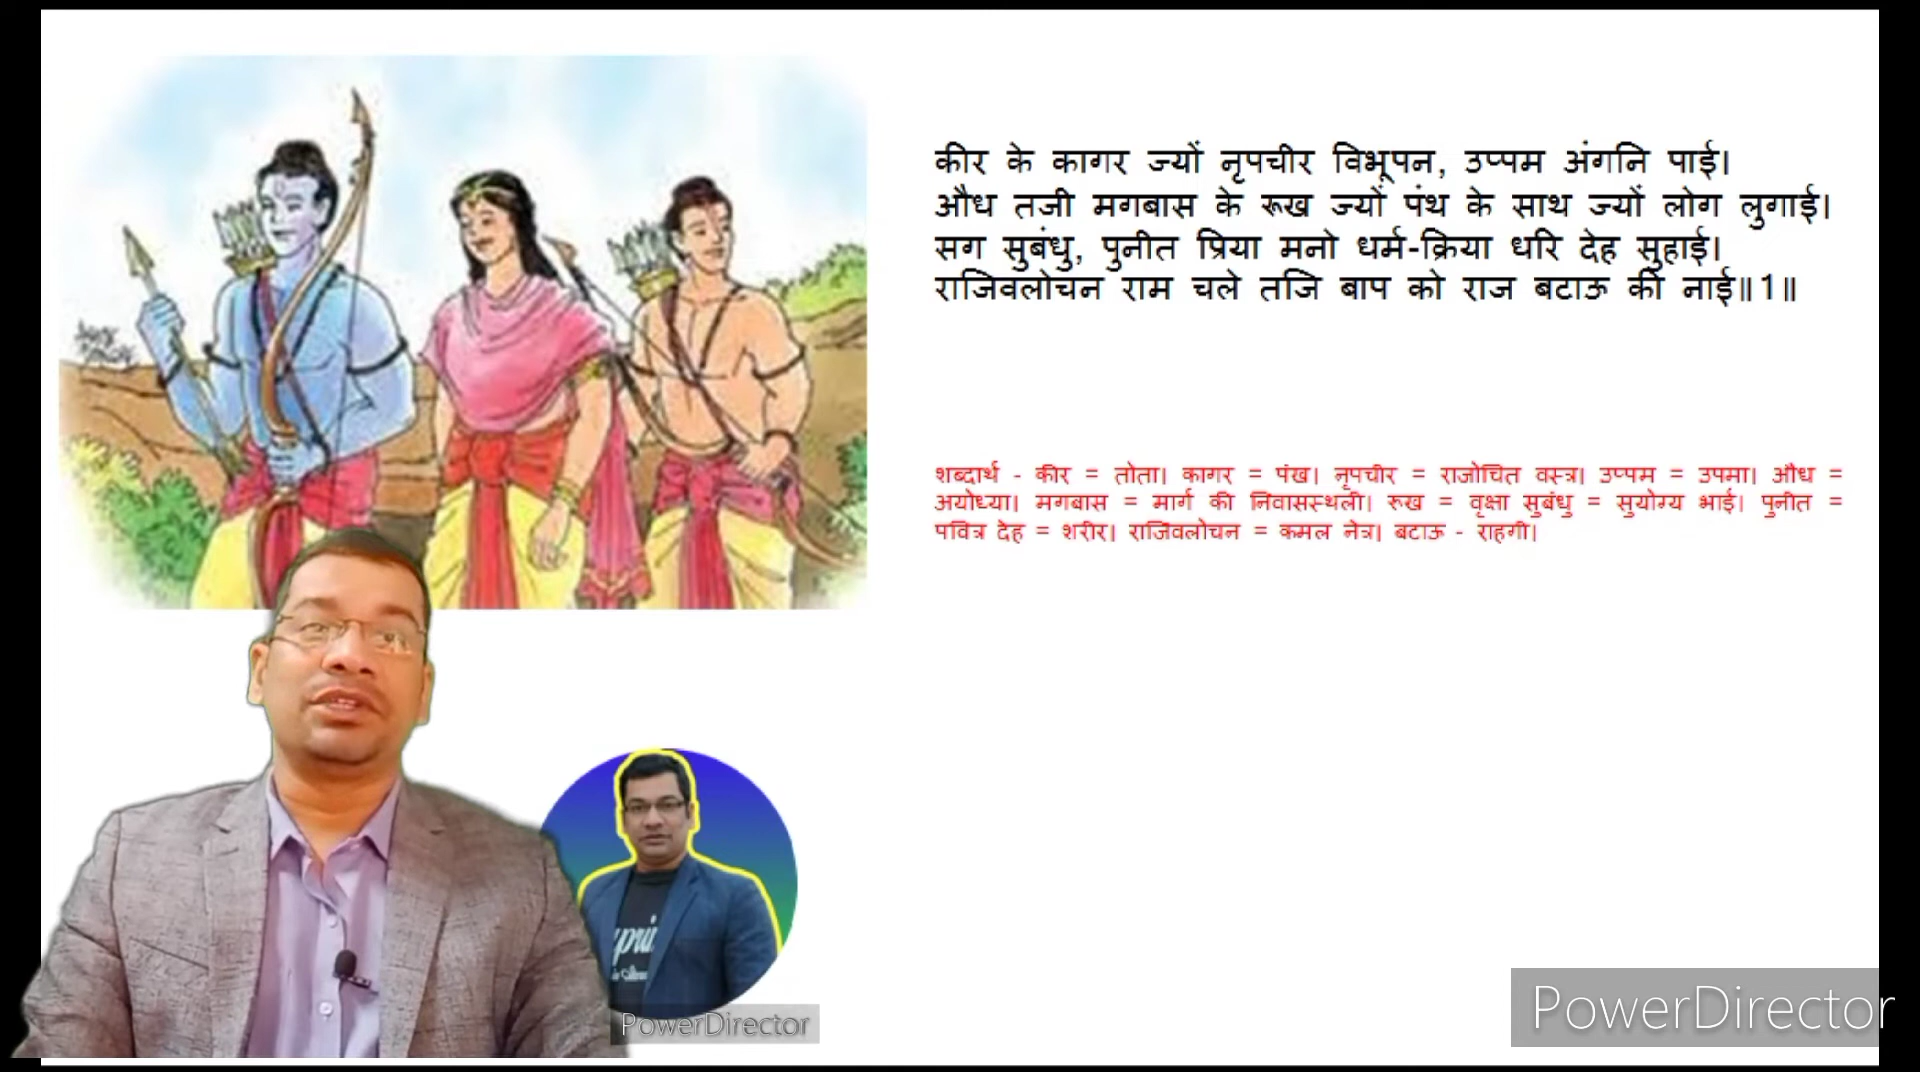 कीर के कागर ज्यों नृपचीर विभूपन, उप्पम अंगनि पाई।
औध तजी मगबास के रूख ज्यों पंथ के साथ ज्यों लोग लुगाई।
सग सुबंधु, पुनीत प्रिया मनो धर्म-क्रिया धरि देह सुहाई।
राजिवलोचन राम चले तजि बाप को राज बटाऊ की नाई॥1॥
शब्दार्थ - कीर = तोता। कागर = पंख। नृपचीर = राजोचित वस्त्र। उप्पम = उपमा। औध =
अयोध्या। मगबास = मार्ग की निवासस्थली। रुख = वृक्षा सुबंधु = सुयोग्य भाई। पुनीत =
पवित्र देह = शरीर। राजिवलोचन = कमल नेत्र। बटाऊ - राहगी।
PowerDirector
PowerDirector